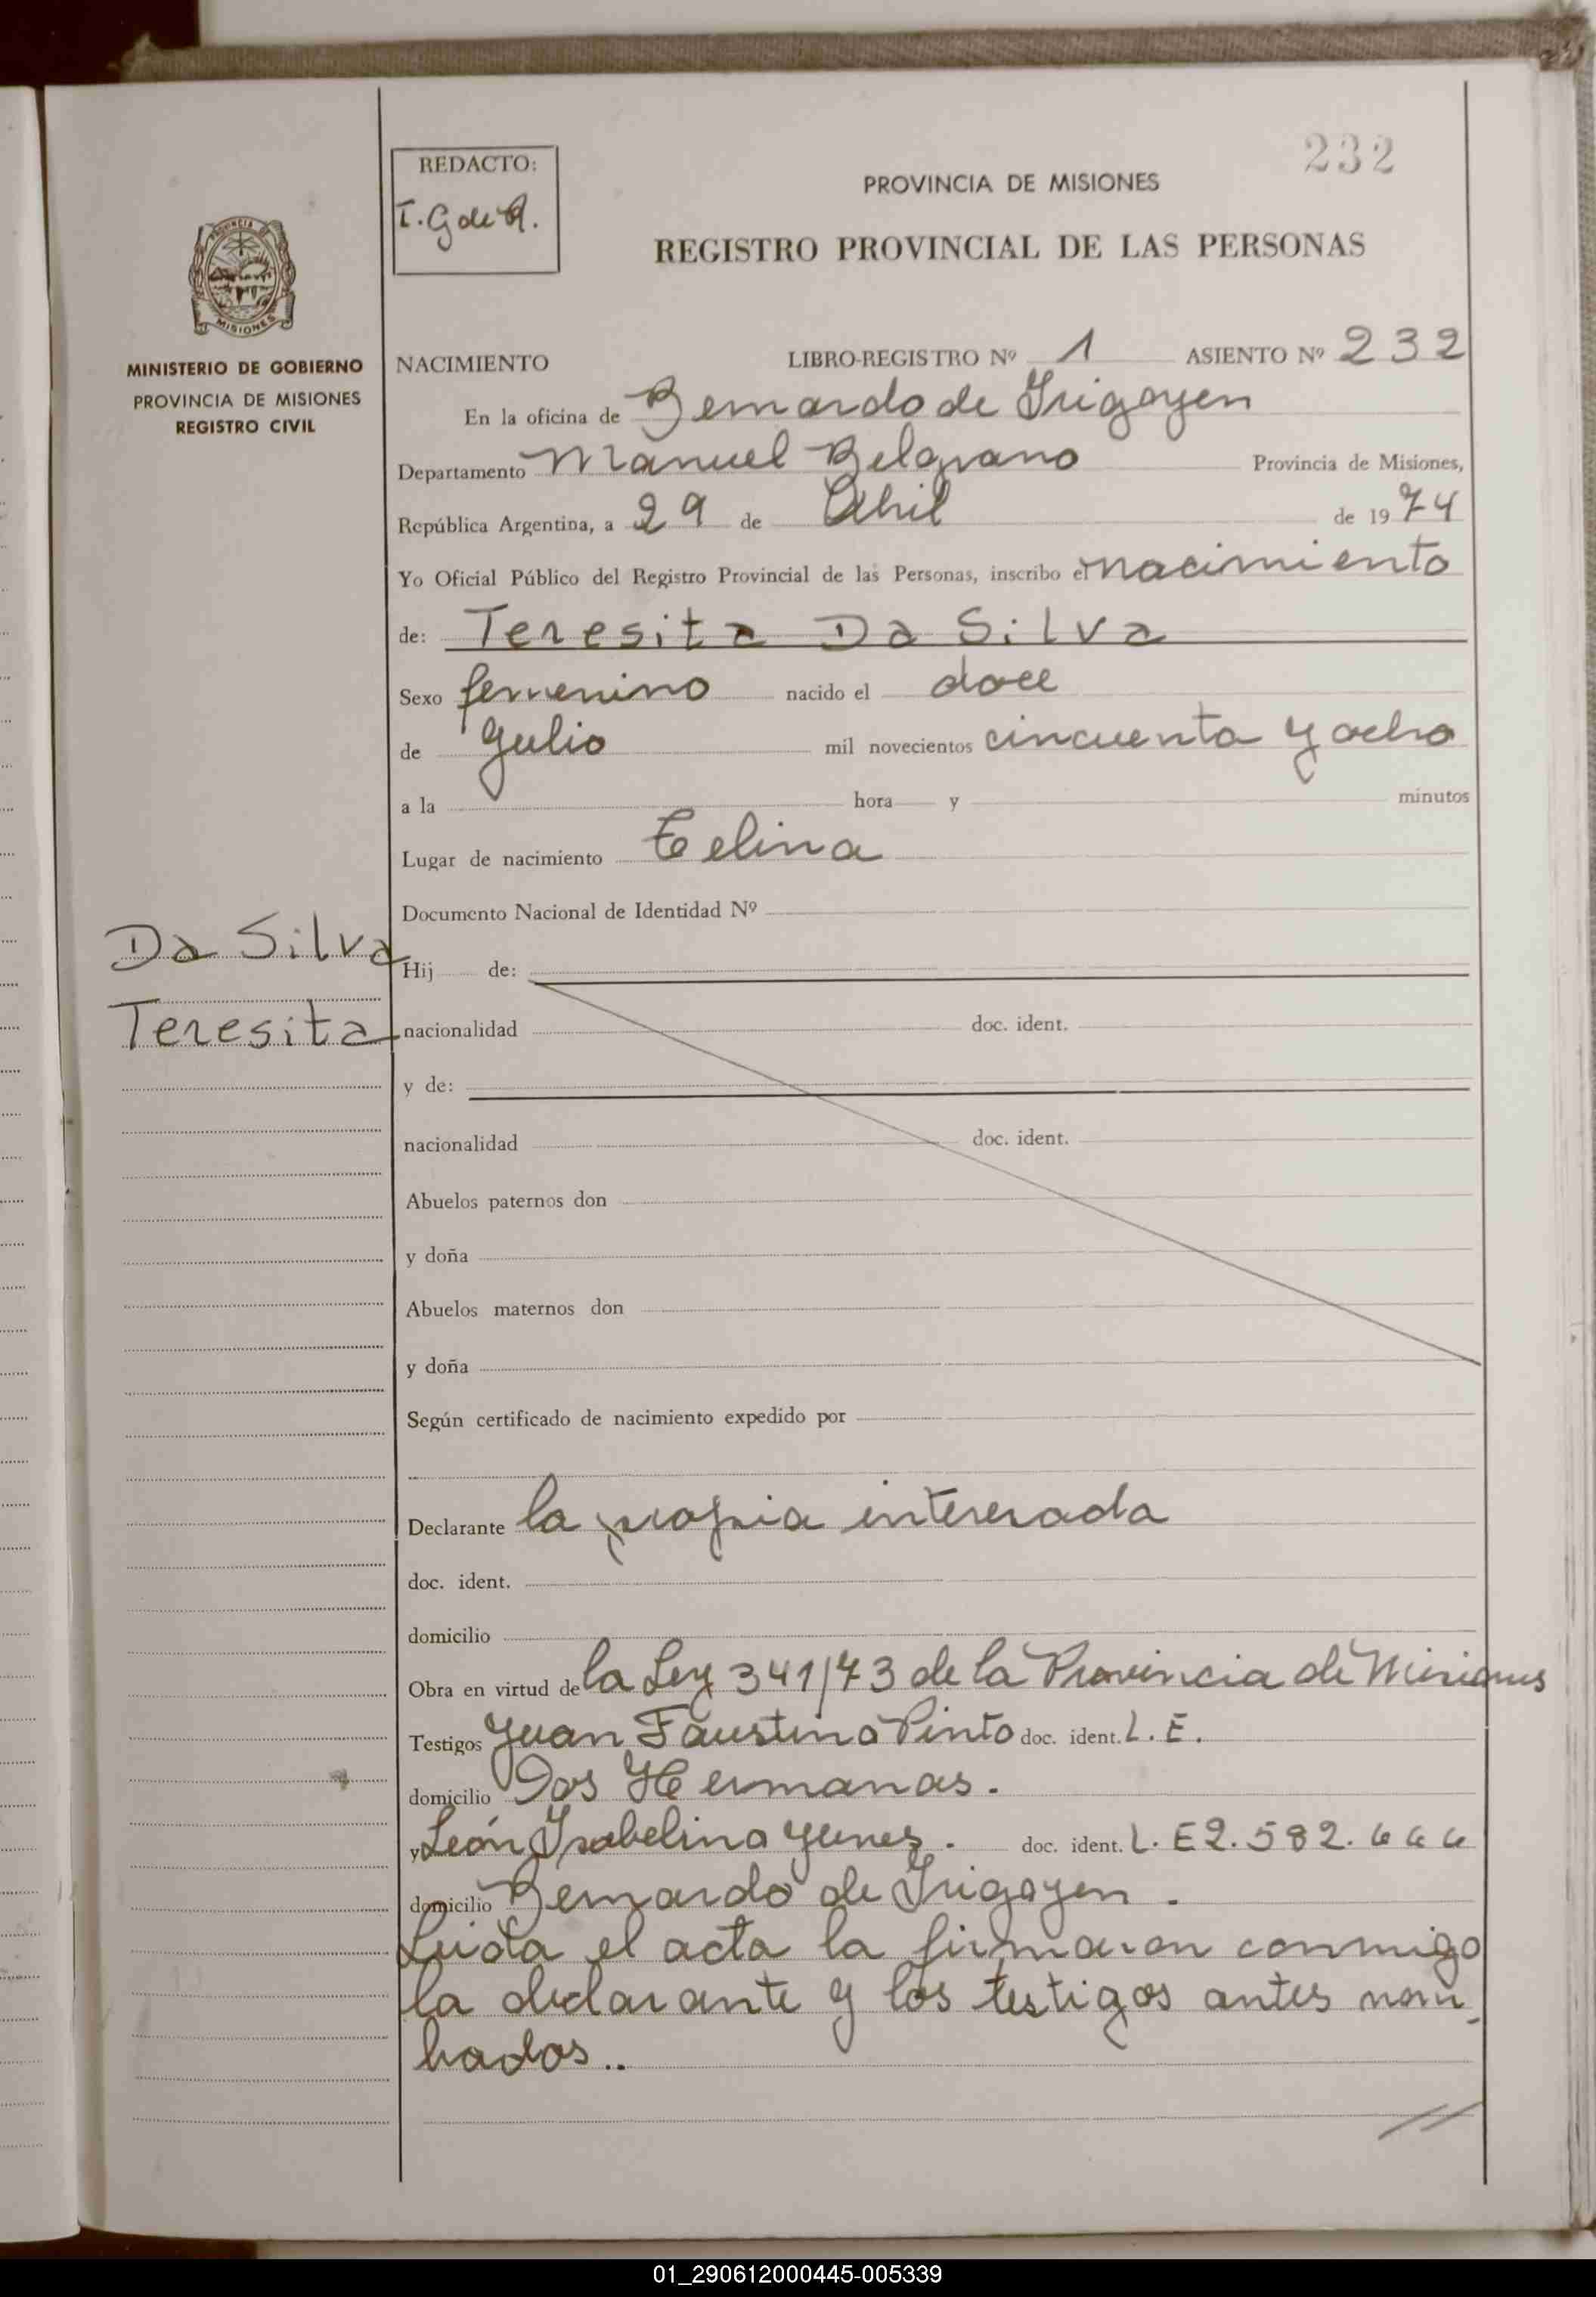 232
REDACTO:
T. G de A.
PROVINCIA DE MISIONES
REGISTRO PROVINCIAL DE LAS PERSONAS
PROVINCIA DE
MISIONES
MINISTERIO DE GOBIERNO
PROVINCIA DE MISIONES
REGISTRO CIVIL
NACIMIENTO LIBRO-REGISTRO Nº 1 ASIENTO Nº 232
En la oficina de Bernardo de Irigoyen
Departamento Manuel Belgrano Provincia de Misiones,
República Argentina, a 29 de Abril de 1974
Yo Oficial Público del Registro Provincial de las Personas, inscribo el nacimiento
de: Teresita Da Silva
Sexo femenino nacido el doce
de Julio mil novecientos cincuenta y ocho
a la hora y minutos
Lugar de nacimiento Celina
Documento Nacional de Identidad Nº
Da Silva
Teresita
Hij de:
nacionalidad doc. ident.
y de:
nacionalidad doc. ident.
Abuelos paternos don
y doña
Abuelos maternos don
y doña
Según certificado de nacimiento expedido por
Declarante la propia interesada
doc. ident.
domicilio
Obra en virtud de la Ley 341/73 de la Provincia de Misiones
Testigos Juan Faustino Pinto doc. ident. L. E.
domicilio Dos Hermanas.
y León Isabelino Yunes. doc. ident. L. E 2.582.666
domicilio Bernardo de Irigoyen.
Leida el acta la firmaron conmigo
la declarante y los testigos antes nom
brados..
01_290612000445-005339